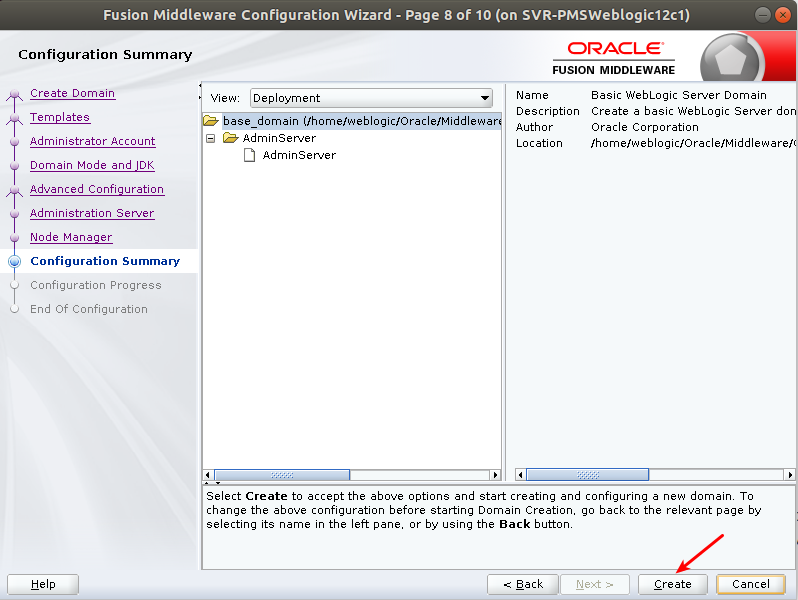 Fusion Middleware Configuration Wizard - Page 8 of 10 (on SVR-PMSWeblogic12c1)
Configuration Summary
ORACLE
FUSION MIDDLEWARE
Create Domain
Templates
Administrator Account
Domain Mode and JDK
Advanced Configuration
Administration Server
Node Manager
Configuration Summary
Configuration Progress
End Of Configuration
View: Deployment
base_domain (/home/weblogic/Oracle/Middleware
AdminServer
AdminServer
Name Basic WebLogic Server Domain
Description Create a basic WebLogic Server
Author Oracle Corporation
Location /home/weblogic/Oracle/Middleware/
Select Create to accept the above options and start creating and configuring a new domain. To
change the above configuration before starting Domain Creation, go back to the relevant page by
selecting its name in the left pane, or by using the Back button.
Help
< Back
Next >
Create
Cancel